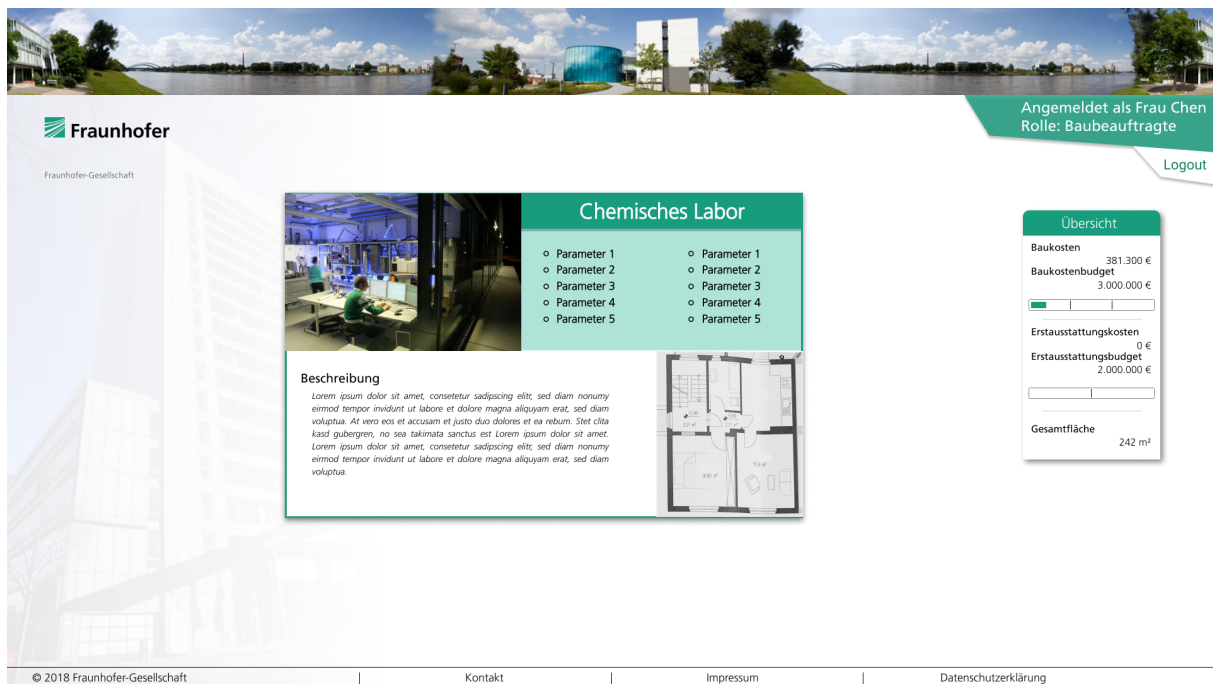 Angemeldet als Frau Chen
Rolle: Baubeauftragte
Logout
Fraunhofer
Fraunhofer-Gesellschaft
Chemisches Labor
Parameter 1
Parameter 2
Parameter 3
Parameter 4
Parameter 5
Parameter 1
Parameter 2
Parameter 3
Parameter 4
Parameter 5
Beschreibung
Lorem ipsum dolor sit amet, consetetur sadipscing elitr, sed diam nonumy
eirmod tempor invidunt ut labore et dolore magna aliquyam erat, sed diam
voluptua. At vero eos et accusam et justo duo dolores et ea rebum. Stet clita
kasd gubergren, no sea takimata sanctus est Lorem ipsum dolor sit amet.
Lorem ipsum dolor sit amet, consetetur sadipscing elitr, sed diam nonumy
eirmod tempor invidunt ut labore et dolore magna aliquyam erat, sed diam
voluptua.
Übersicht
Baukosten
381.300 €
Baukostenbudget
3.000.000 €
Erstausstattungskosten
0 €
Erstausstattungsbudget
2.000.000 €
Gesamtfläche
242 m²
© 2018 Fraunhofer-Gesellschaft
Kontakt
Impressum
Datenschutzerklärung